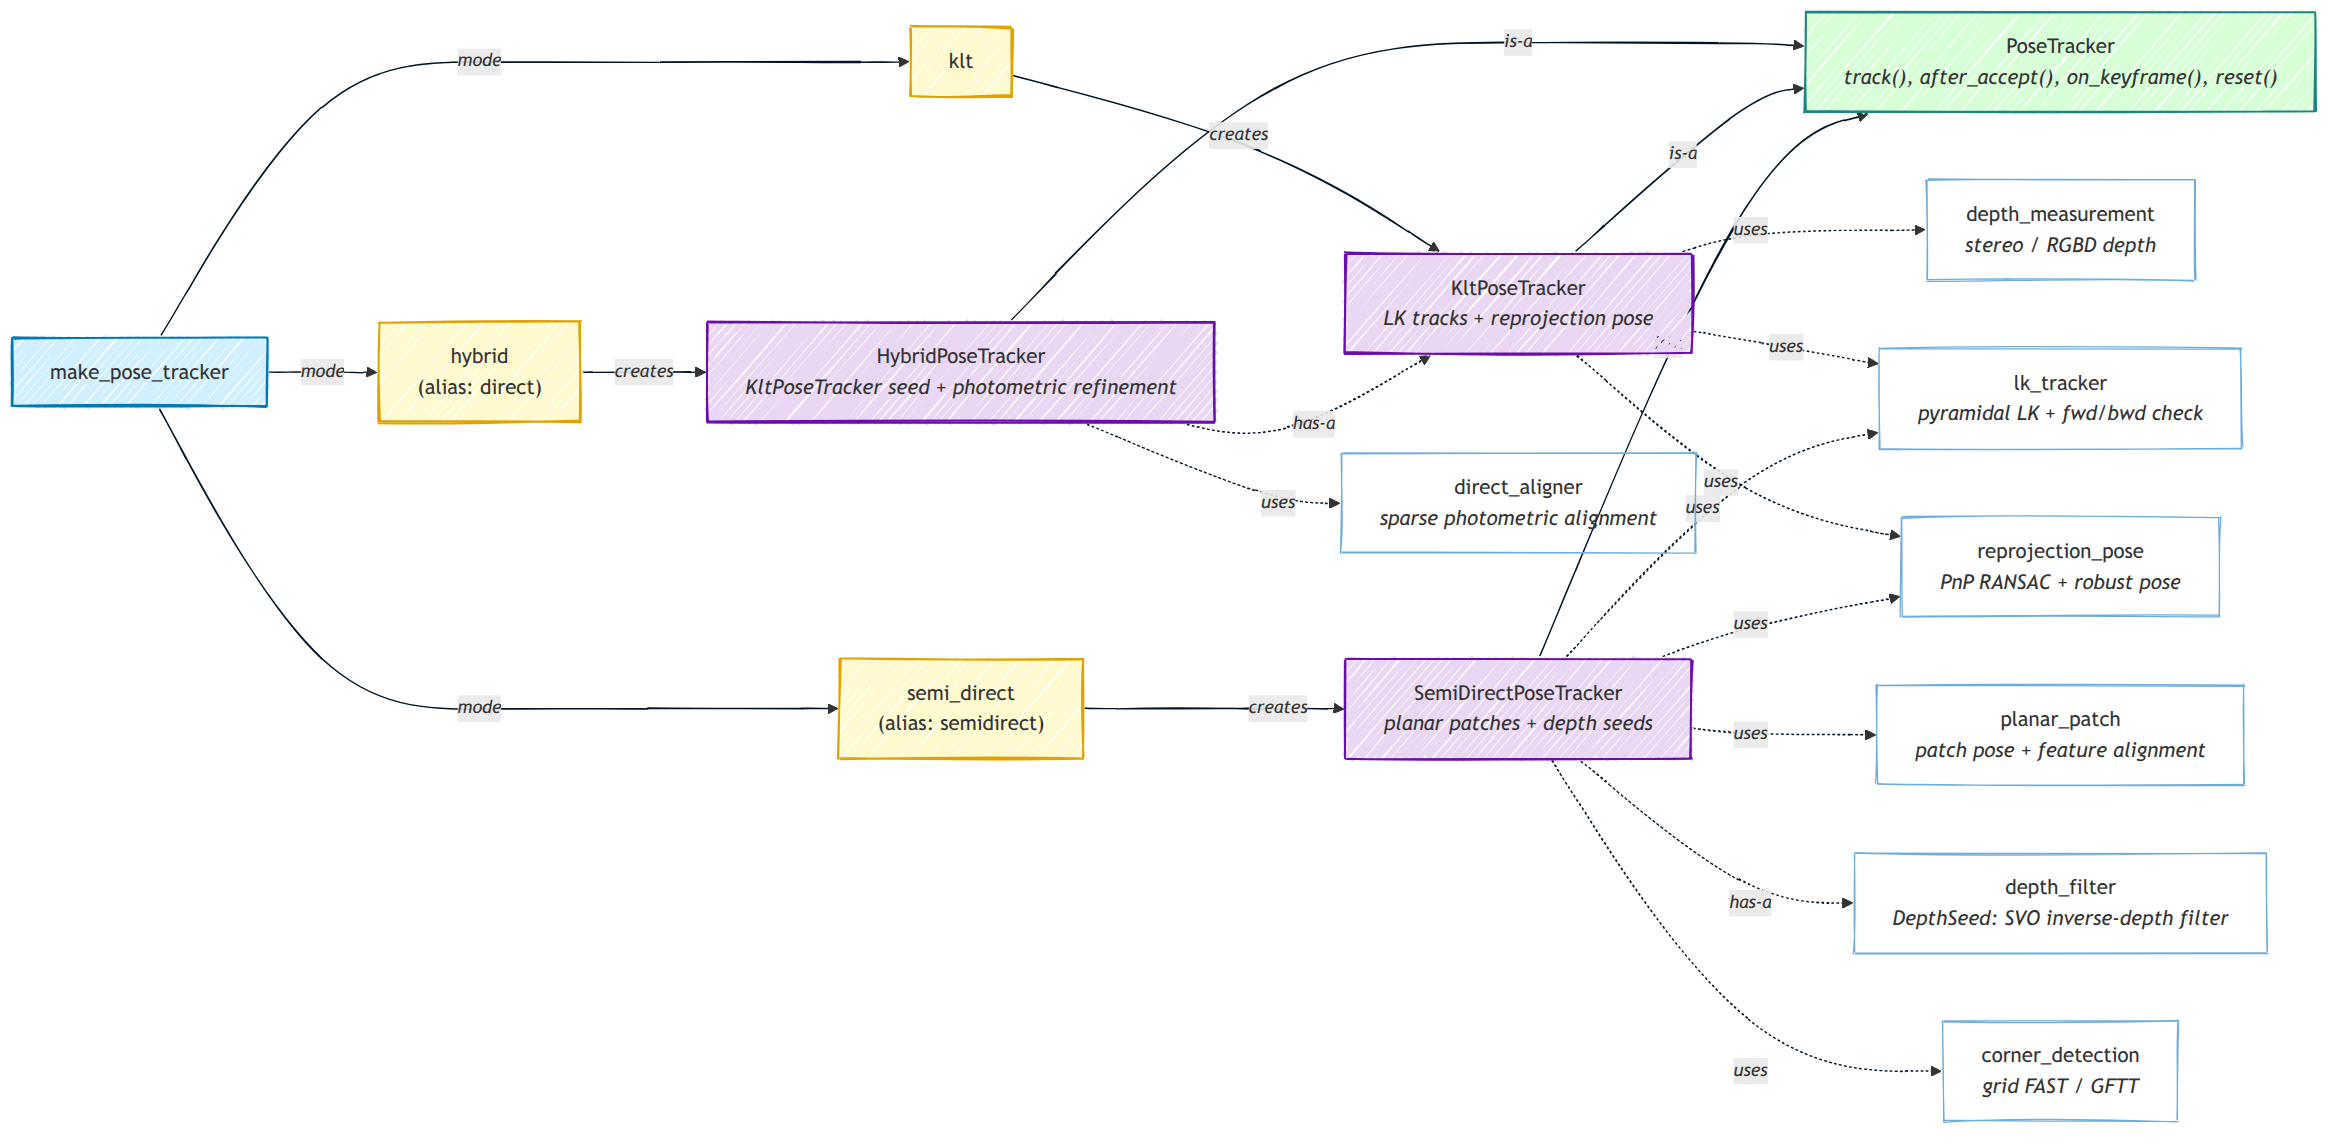 klt
mode
is-a
PoseTracker
track(), after_accept(), on_keyframe(), reset()
creates
is-a
depth_measurement
stereo / RGBD depth
uses
KltPoseTracker
LK tracks + reprojection pose
uses
lk_tracker
pyramidal LK + fwd/bwd check
make_pose_tracker
mode
hybrid
(alias: direct)
creates
HybridPoseTracker
KltPoseTracker seed + photometric refinement
has-a
uses
direct_aligner
sparse photometric alignment
uses
uses
reprojection_pose
PnP RANSAC + robust pose
uses
mode
semi_direct
(alias: semidirect)
creates
SemiDirectPoseTracker
planar patches + depth seeds
uses
planar_patch
patch pose + feature alignment
has-a
depth_filter
DepthSeed: SVO inverse-depth filter
uses
corner_detection
grid FAST / GFTT